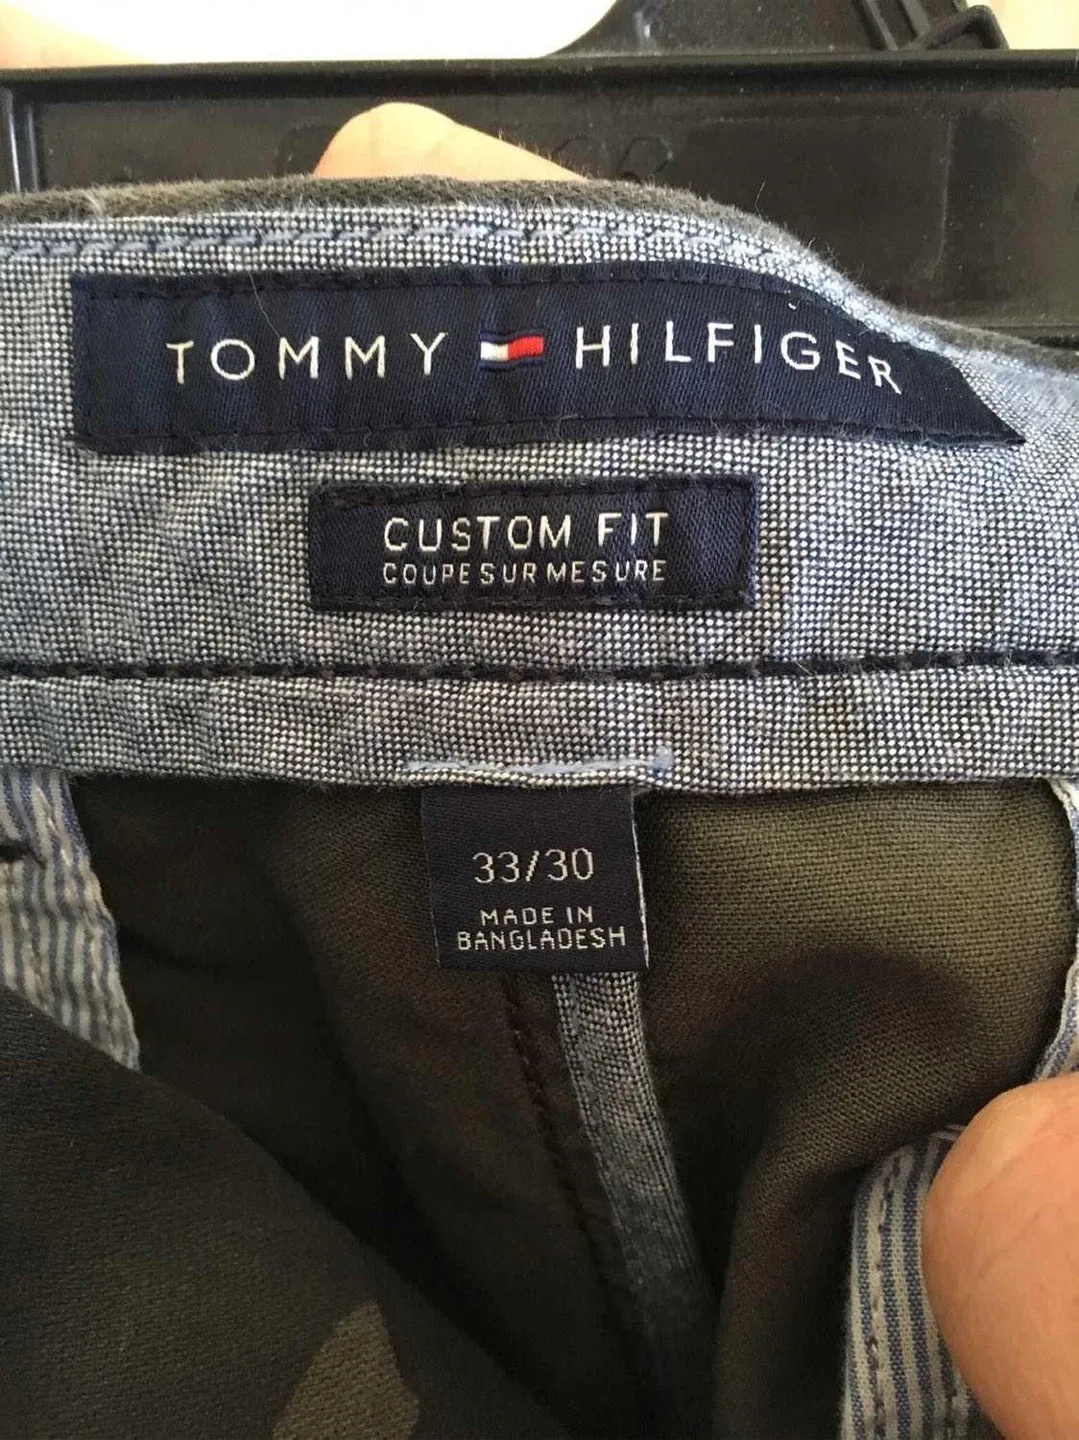 TOMMY HILFIGER
CUSTOM FIT
COUPE SUR MESURE
33/30
MADE IN
BANGLADESH